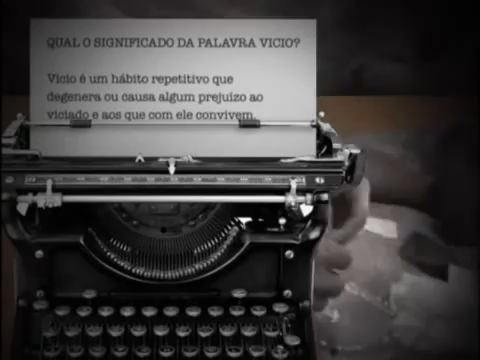 QUAL O SIGNIFICADO DA PALAVRA VICIO?
Vício é um hábito repetitivo que
degenera ou causa algum prejuízo ao
viciado e aos que com ele convivem.